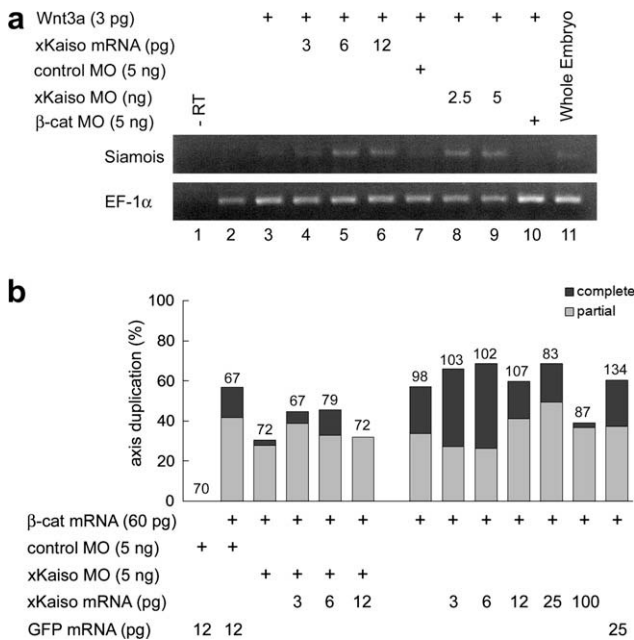 a
Wnt3a (3 pg) + + + + + + + +
xKaiso mRNA (pg) 3 6 12
control MO (5 ng) +
xKaiso MO (ng) 2.5 5
β-cat MO (5 ng) +
- RT
Whole Embryo
Siamois
EF-1α
1 2 3 4 5 6 7 8 9 10 11
b
complete
partial
axis duplication (%)
100
80
60
40
20
0
70 67 72 67 79 72 98 103 102 107 83 87 134
β-cat mRNA (60 pg) + + + + + + + + + + + +
control MO (5 ng) + +
xKaiso MO (5 ng) + + + +
xKaiso mRNA (pg) 3 6 12 3 6 12 25 100
GFP mRNA (pg) 12 12 25